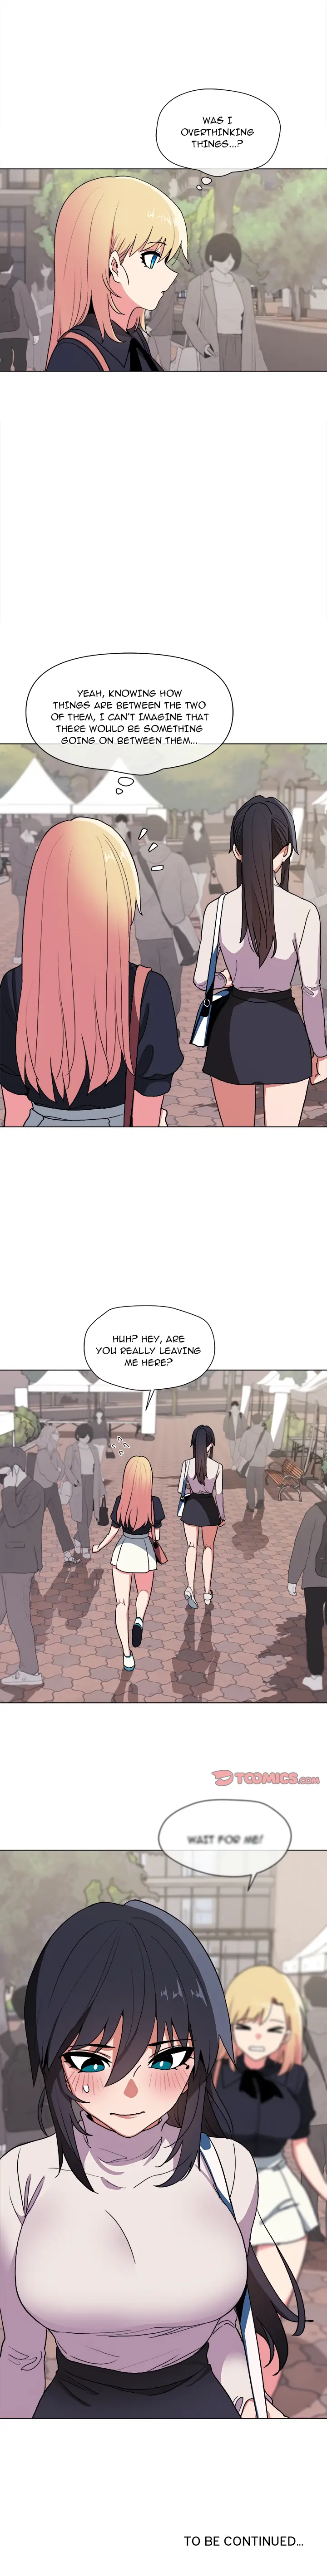 WAS I
OVERTHINKING
THINGS...?
YEAH, KNOWING HOW
THINGS ARE BETWEEN THE TWO
OF THEM, I CAN'T IMAGINE THAT
THERE WOULD BE SOMETHING
GOING ON BETWEEN THEM...
HUH? HEY, ARE
YOU REALLY LEAVING
ME HERE?
TOOMICS.COM
WAIT FOR ME!
TO BE CONTINUED...